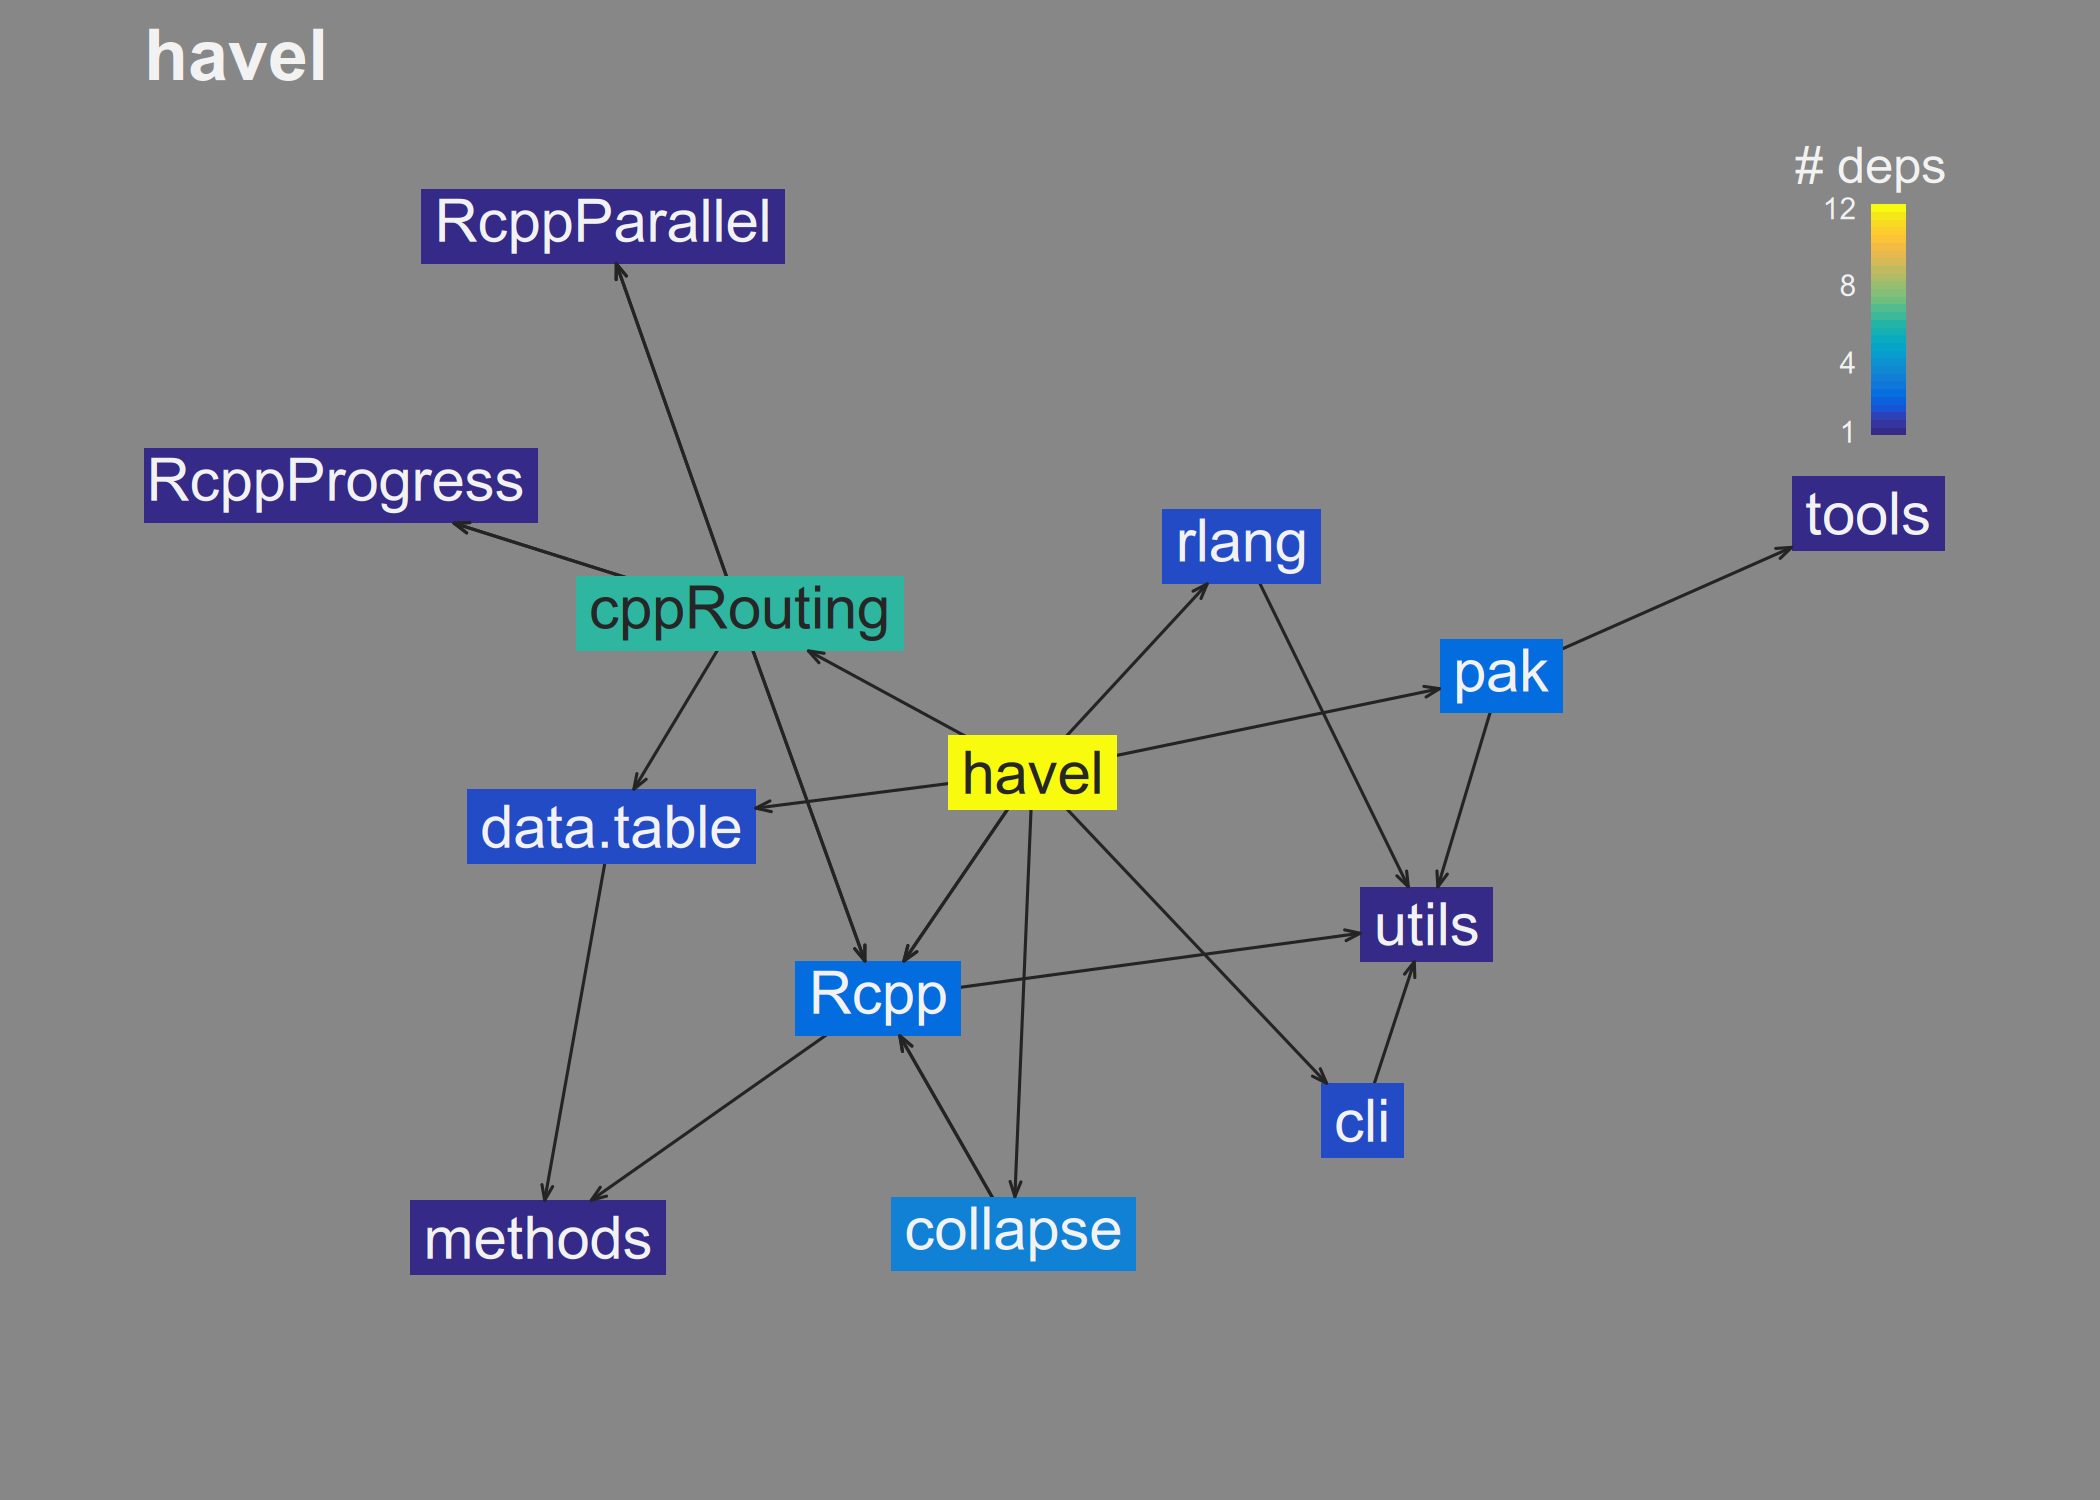 havel
# deps
12
8
4
1
RcppParallel
RcppProgress
tools
rlang
cppRouting
pak
havel
data.table
utils
Rcpp
cli
collapse
methods